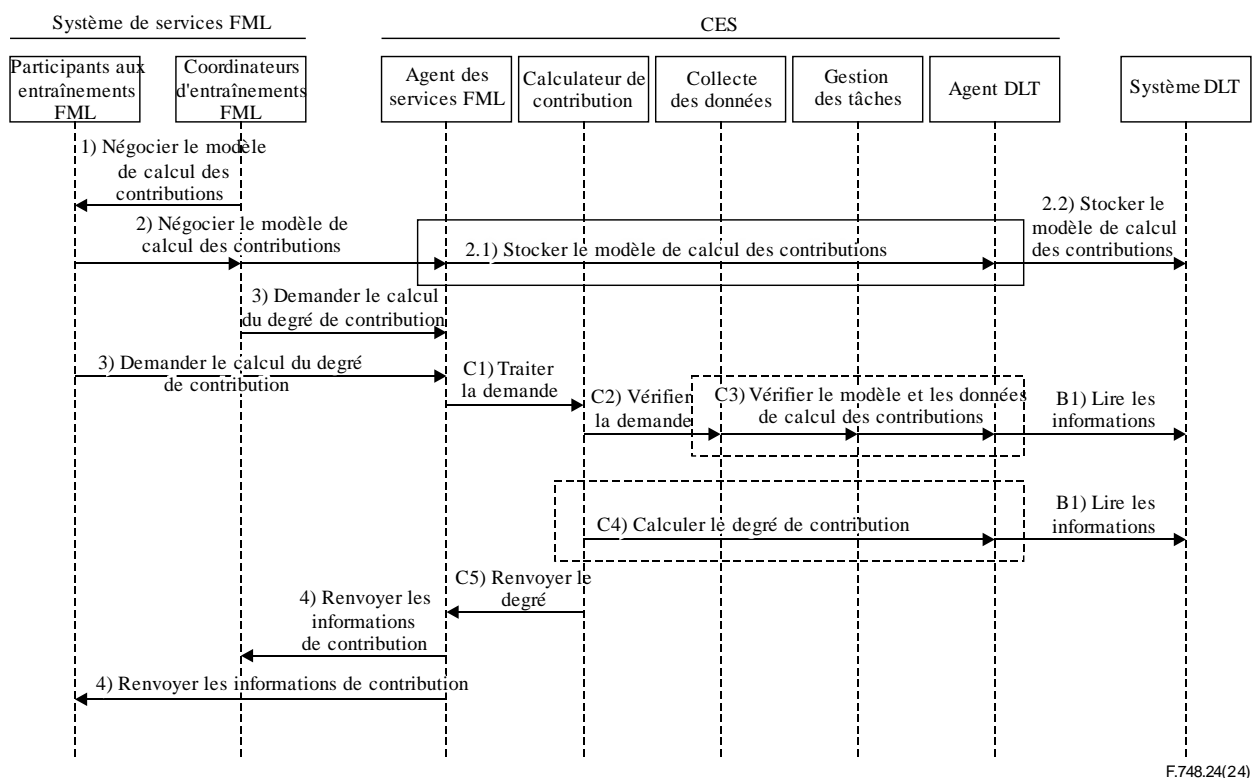 Système de services FML
CES
Participants aux
entraînements
FML
Coordinateurs
d'entraînements
FML
Agent des
services FML
Calculateur de
contribution
Collecte
des données
Gestion
des tâches
Agent DLT
Système DLT
1) Négocier le modèle
de calcul des
contributions
2) Négocier le modèle de
calcul des contributions
2.1) Stocker le modèle de calcul des contributions
2.2) Stocker le
modèle de calcul
des contributions
3) Demander le calcul
du degré de contribution
3) Demander le calcul du degré
de contribution
C1) Traiter
la demande
C2) Vérifier
la demande
C3) Vérifier le modèle et les données
de calcul des contributions
B1) Lire les
informations
C4) Calculer le degré de contribution
B1) Lire les
informations
C5) Renvoyer le
degré
4) Renvoyer les
informations
de contribution
4) Renvoyer les informations de contribution
F.748.24(24)